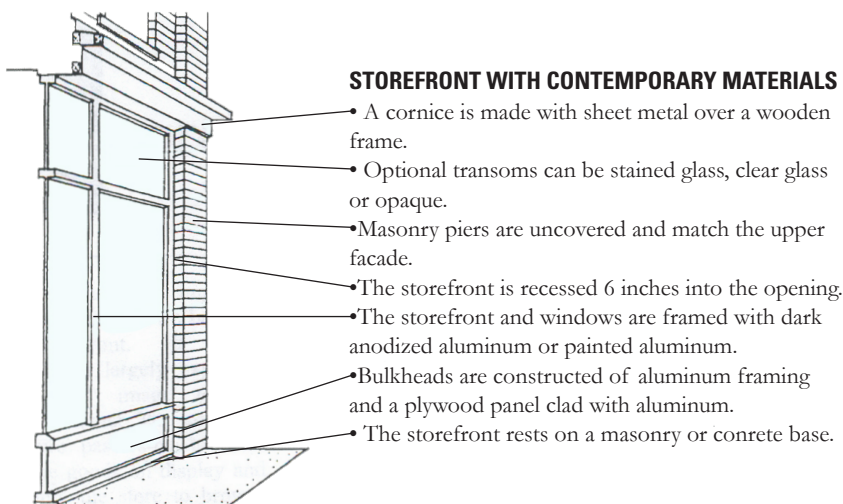 STOREFRONT WITH CONTEMPORARY MATERIALS
• A cornice is made with sheet metal over a wooden
frame.
• Optional transoms can be stained glass, clear glass
or opaque.
•Masonry piers are uncovered and match the upper
facade.
•The storefront is recessed 6 inches into the opening.
•The storefront and windows are framed with dark
anodized aluminum or painted aluminum.
•Bulkheads are constructed of aluminum framing
and a plywood panel clad with aluminum.
• The storefront rests on a masonry or conrete base.